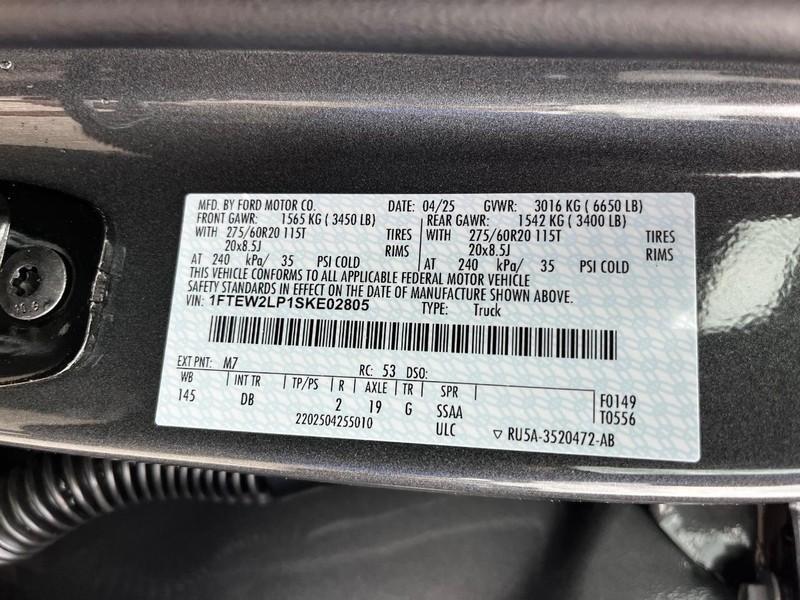 MFD. BY FORD MOTOR CO. DATE: 04/25 GVWR: 3016 KG ( 6650 LB)
FRONT GAWR: 1565 KG ( 3450 LB) REAR GAWR: 1542 KG ( 3400 LB)
WITH 275/60R20 115T TIRES WITH 275/60R20 115T TIRES
20x8.5J RIMS 20x8.5J RIMS
AT 240 kPa/ 35 PSI COLD AT 240 kPa/ 35 PSI COLD
THIS VEHICLE CONFORMS TO ALL APPLICABLE FEDERAL MOTOR VEHICLE
SAFETY STANDARDS IN EFFECT ON THE DATE OF MANUFACTURE SHOWN ABOVE.
VIN: 1FTEW2LP1SKE02805 TYPE: Truck
EXT PNT: M7 RC: 53 DSO:
WB INT TR TP/PS R AXLE TR SPR F0149
145 DB 2 19 G SSAA T0556
2202504255010 ULC ▽ RU5A-3520472-AB
10.9